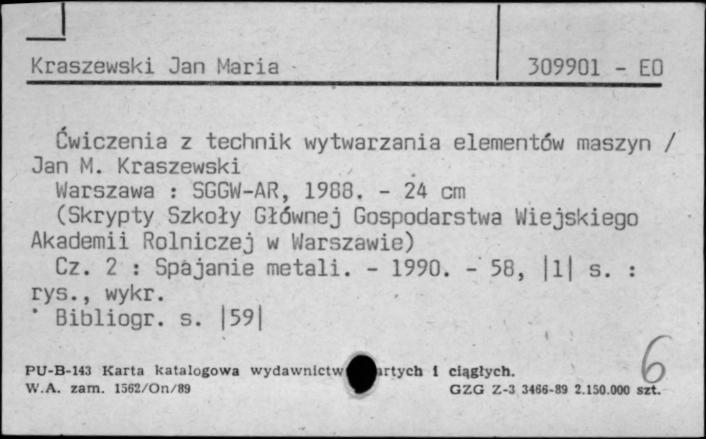 Kraszewski Jan Maria 309901 - EO
Ćwiczenia z technik wytwarzania elementów maszyn /
Jan M. Kraszewski
Warszawa : SGGW-AR, 1988. - 24 cm
(Skrypty Szkoły Głównej Gospodarstwa Wiejskiego
Akademii Rolniczej w Warszawie)
Cz. 2 : Spajanie metali. - 1990. - 58, |1| s. :
rys., wykr.
Bibliogr. s. |59|
6
PU-B-143 Karta katalogowa wydawnictw i ciągłych.
W.A. zam. 1562/On/89 GZG Z-3 3466-89 2.150.000 szt.